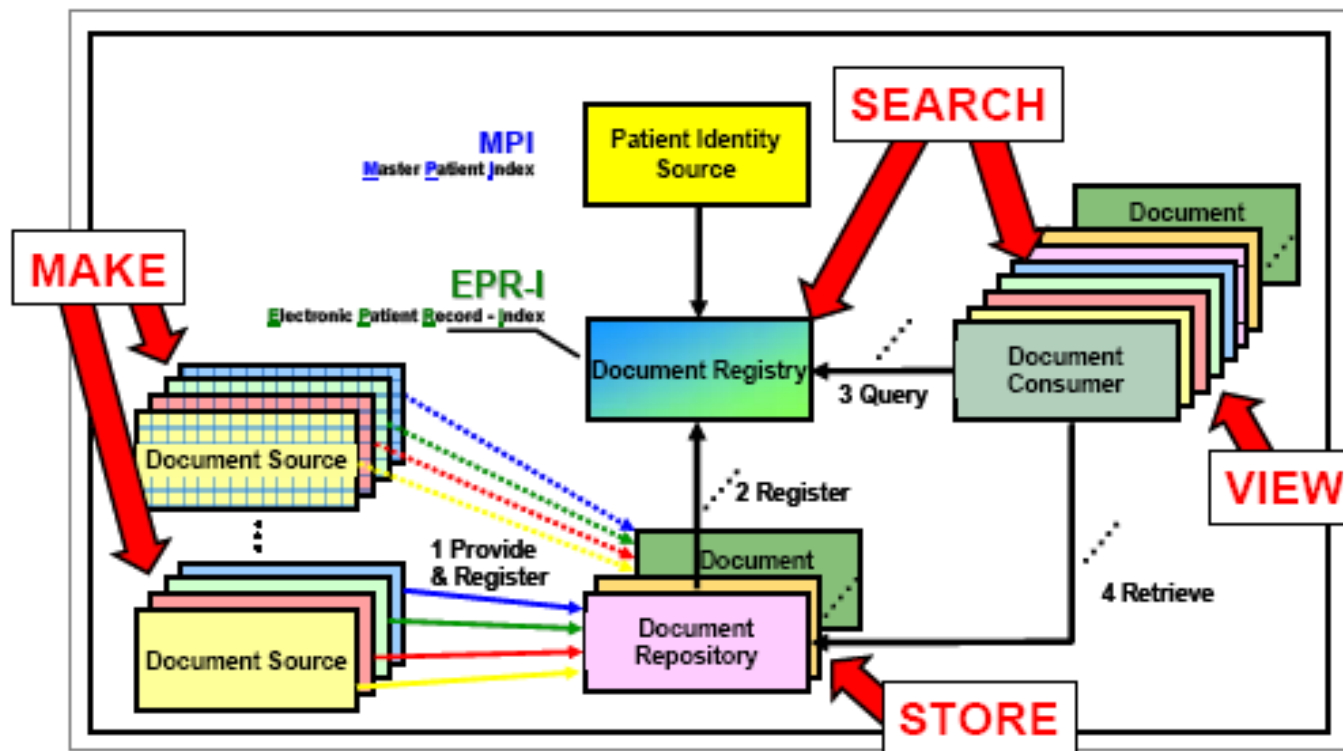 SEARCH
MPI
Master Patient Index
Patient Identity
Source
Document
MAKE
EPR-I
Electronic Patient Record - Index
Document Registry
Document
Consumer
3 Query
Document Source
VIEW
2 Register
1 Provide
& Register
Document
4 Retrieve
Document Source
Document
Repository
STORE